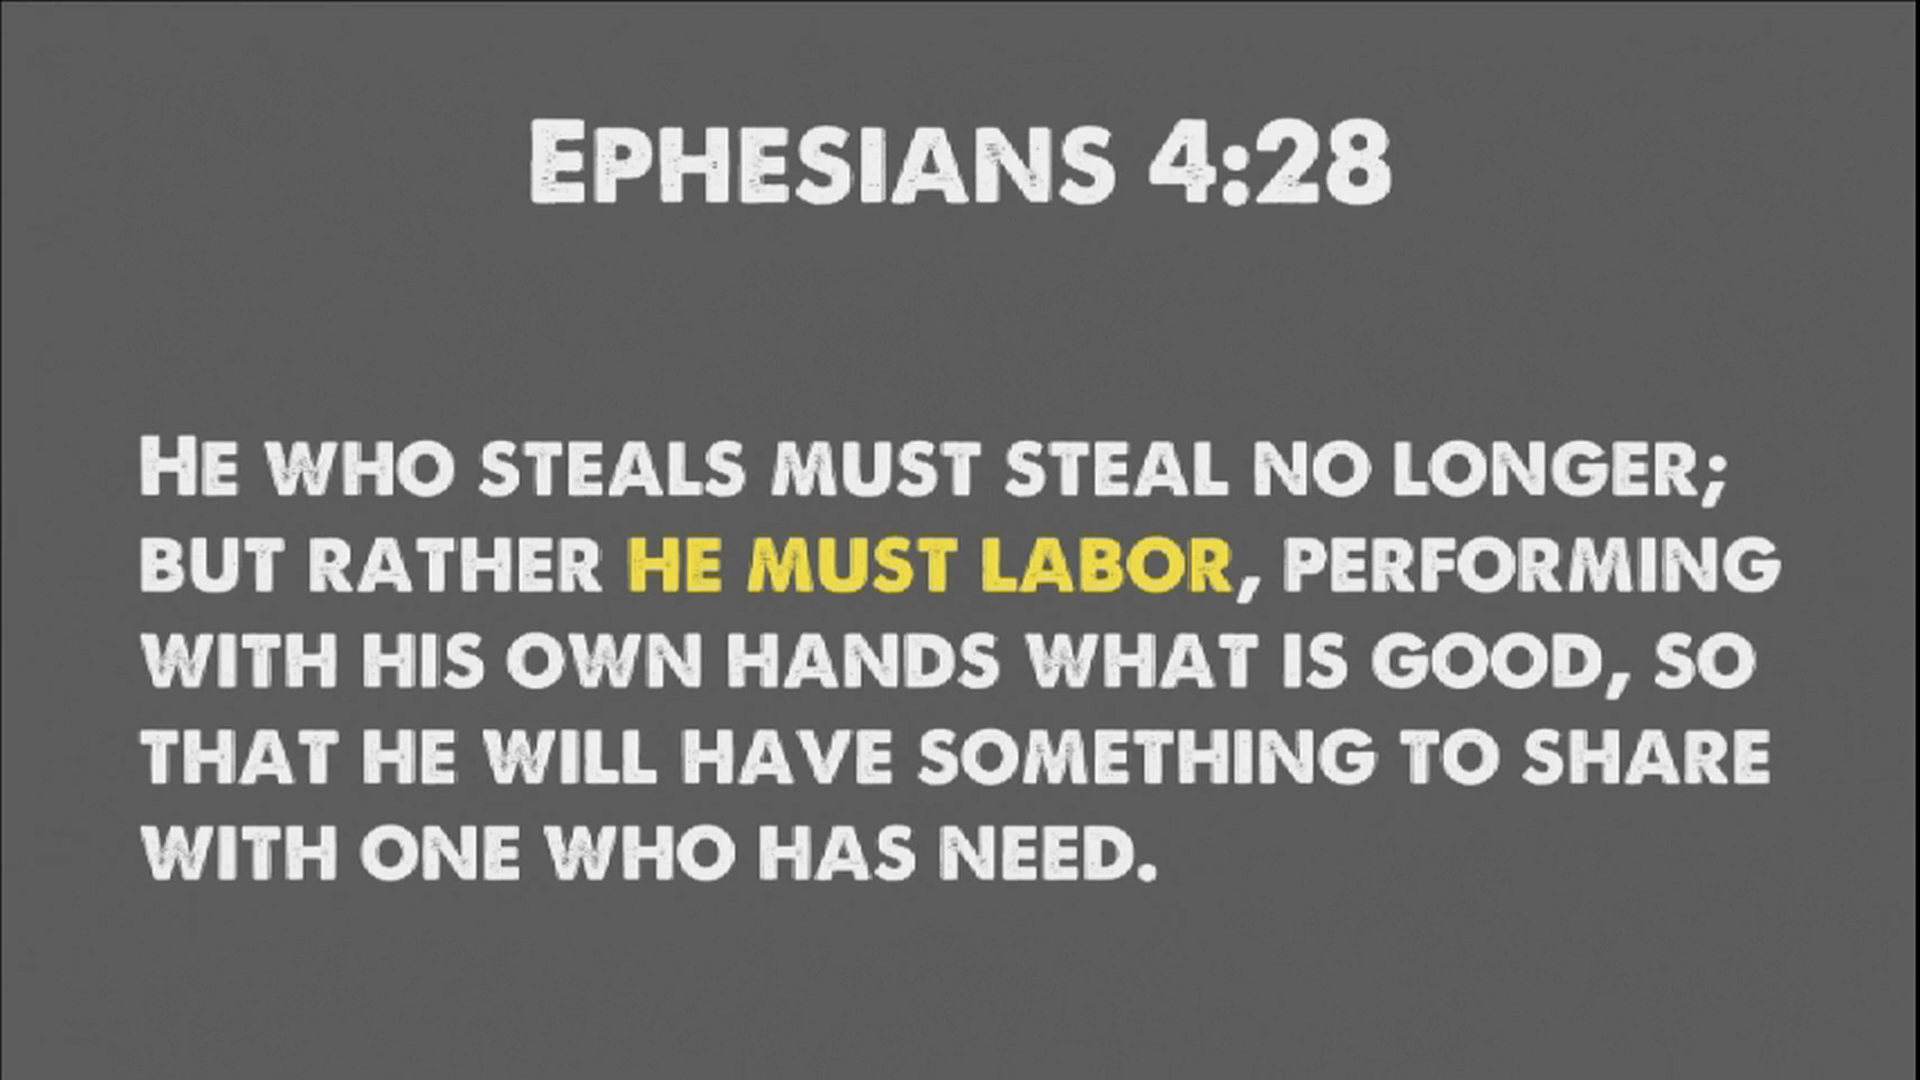 Ephesians 4:28
He who steals must steal no longer;
but rather he must labor, performing
with his own hands what is good, so
that he will have something to share
with one who has need.